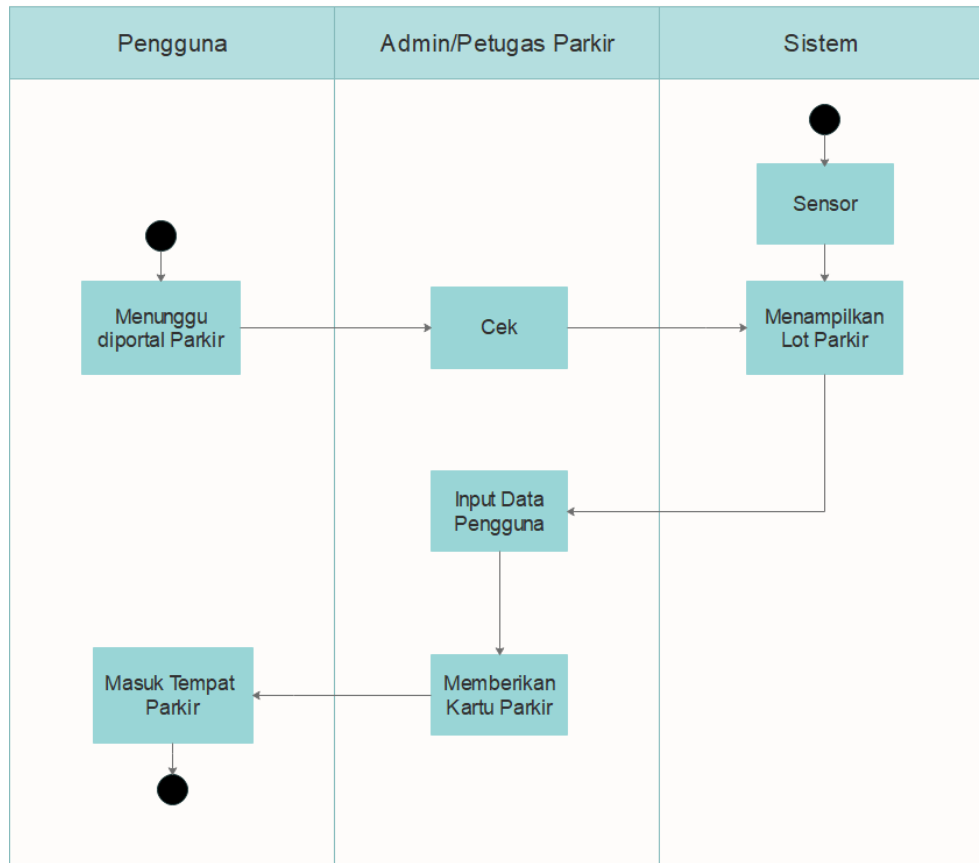 Pengguna
Admin/Petugas Parkir
Sistem
Sensor
Menunggu
diportal Parkir
Cek
Menampilkan
Lot Parkir
Input Data
Pengguna
Masuk Tempat
Parkir
Memberikan
Kartu Parkir